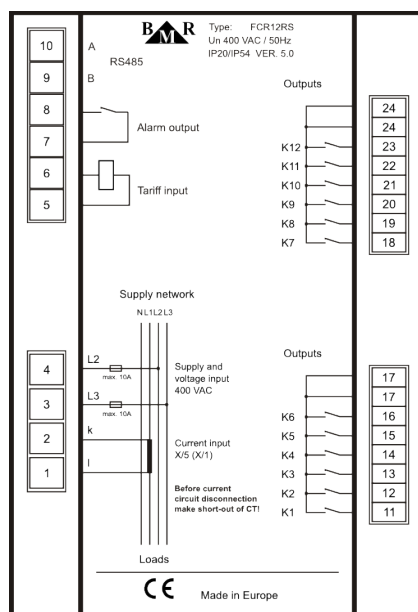 BMR
Type: FCR12RS
Un 400 VAC / 50Hz
IP20/IP54 VER. 5.0
10
9
8
7
6
5
A
RS485
B
Alarm output
Tariff input
Outputs
K12
K11
K10
K9
K8
K7
24
24
23
22
21
20
19
18
Supply network
N L1 L2 L3
4
3
2
1
L2
max. 10A
L3
max. 10A
k
l
Supply and
voltage input
400 VAC
Current input
X/5 (X/1)
Before current
circuit disconnection
make short-out of CT!
Outputs
K6
K5
K4
K3
K2
K1
17
17
16
15
14
13
12
11
Loads
CE
Made in Europe